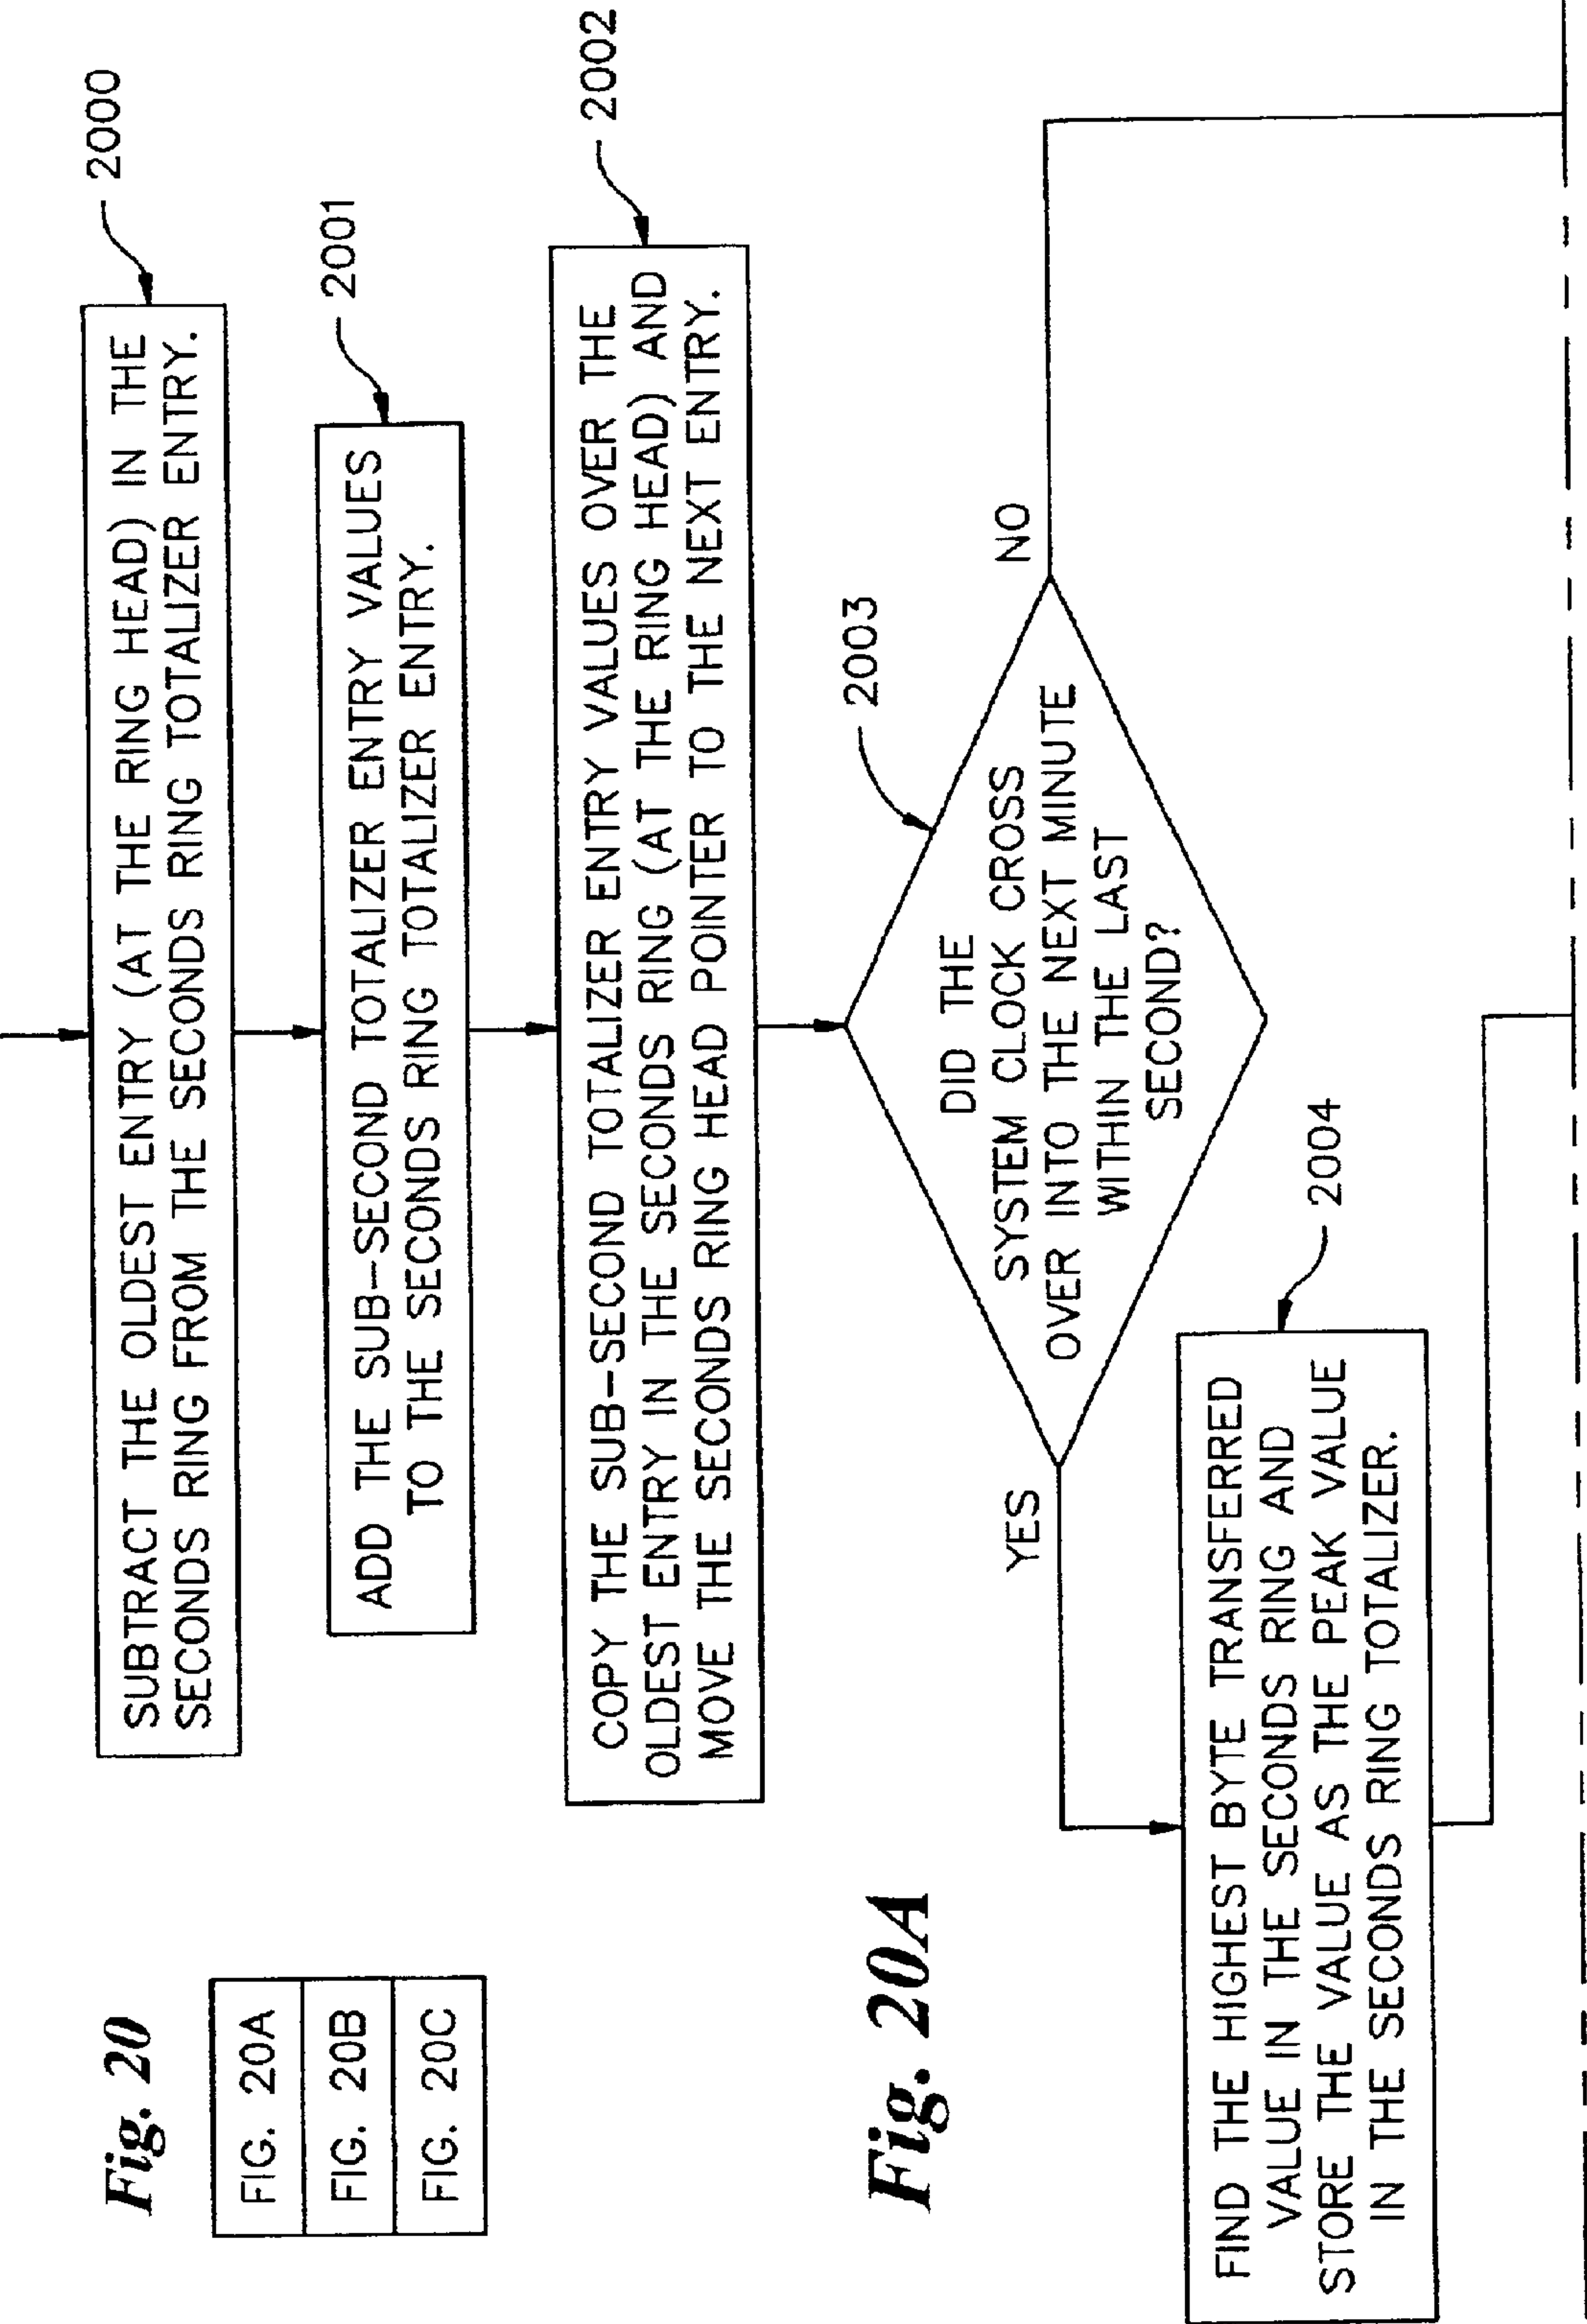 Fig. 20
FIG. 20A
FIG. 20B
FIG. 20C
2000
SUBTRACT THE OLDEST ENTRY (AT THE RING HEAD) IN THE
SECONDS RING FROM THE SECONDS RING TOTALIZER ENTRY.
2001
ADD THE SUB-SECOND TOTALIZER ENTRY VALUES
TO THE SECONDS RING TOTALIZER ENTRY.
2002
COPY THE SUB-SECOND TOTALIZER ENTRY VALUES OVER THE
OLDEST ENTRY IN THE SECONDS RING (AT THE RING HEAD) AND
MOVE THE SECONDS RING HEAD POINTER TO THE NEXT ENTRY.
Fig. 20A
2003
DID THE
SYSTEM CLOCK CROSS
OVER INTO THE NEXT MINUTE
WITHIN THE LAST
SECOND?
YES
NO
2004
FIND THE HIGHEST BYTE TRANSFERRED
VALUE IN THE SECONDS RING AND
STORE THE VALUE AS THE PEAK VALUE
IN THE SECONDS RING TOTALIZER.